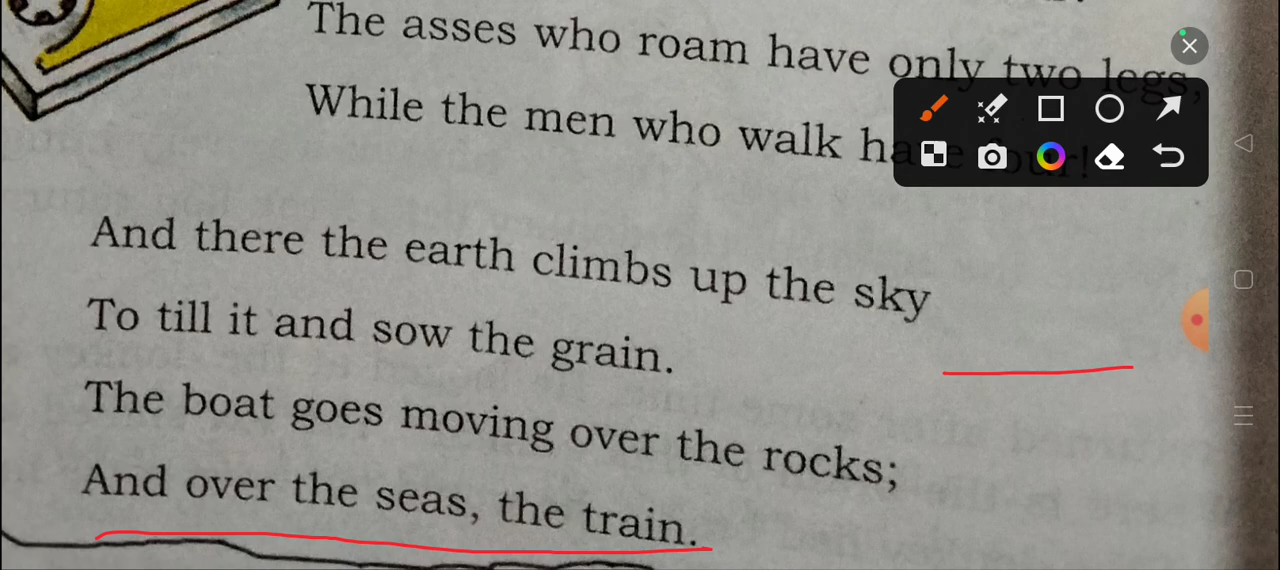 The asses who roam have only two legs,
While the men who walk have four!
And there the earth climbs up the sky
To till it and sow the grain.
The boat goes moving over the rocks;
And over the seas, the train.